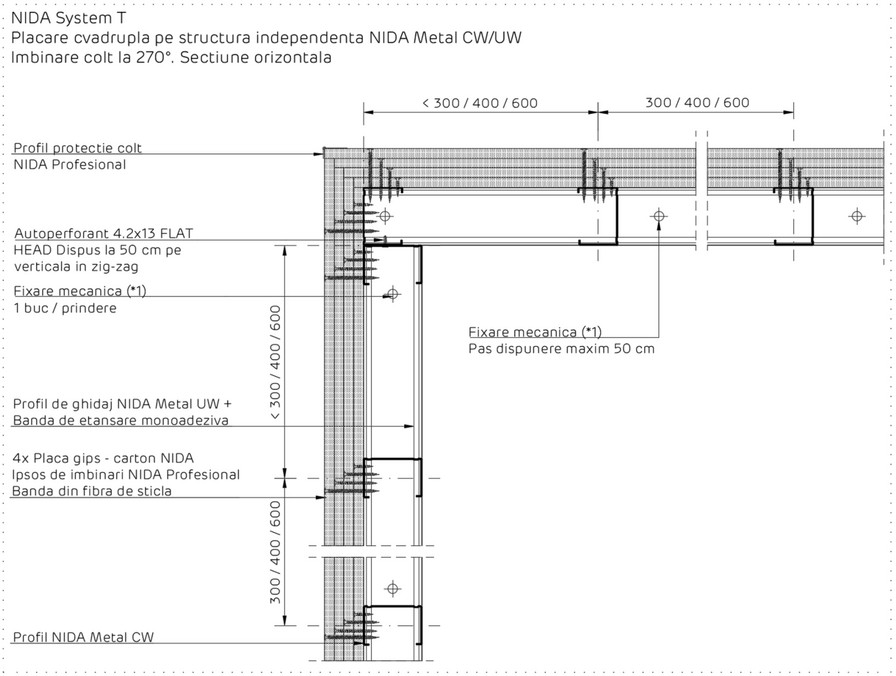 NIDA System T
Placare cvadrupla pe structura independenta NIDA Metal CW/UW
Imbinare colt la 270°. Sectiune orizontala
< 300 / 400 / 600
300 / 400 / 600
Profil protectie colt
NIDA Profesional
Autoperforant 4.2x13 FLAT
HEAD Dispus la 50 cm pe
verticala in zig-zag
Fixare mecanica (*1)
1 buc / prindere
< 300 / 400 / 600
Fixare mecanica (*1)
Pas dispunere maxim 50 cm
Profil de ghidaj NIDA Metal UW +
Banda de etansare monoadeziva
4x Placa gips - carton NIDA
Ipsos de imbinari NIDA Profesional
Banda din fibra de sticla
300 / 400 / 600
Profil NIDA Metal CW